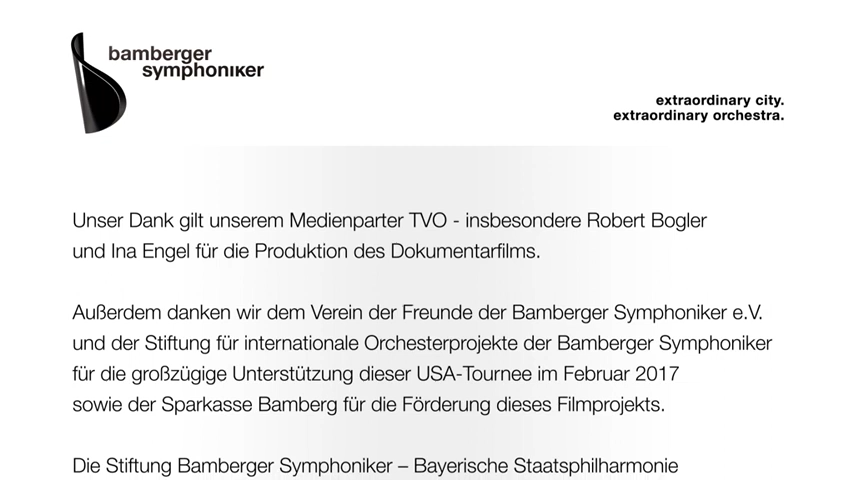 bamberger
symphoniker
extraordinary city.
extraordinary orchestra.
Unser Dank gilt unserem Medienparter TVO - insbesondere Robert Bogler
und Ina Engel für die Produktion des Dokumentarfilms.
Außerdem danken wir dem Verein der Freunde der Bamberger Symphoniker e.V.
und der Stiftung für internationale Orchesterprojekte der Bamberger Symphoniker
für die großzügige Unterstützung dieser USA-Tournee im Februar 2017
sowie der Sparkasse Bamberg für die Förderung dieses Filmprojekts.
Die Stiftung Bamberger Symphoniker – Bayerische Staatsphilharmonie